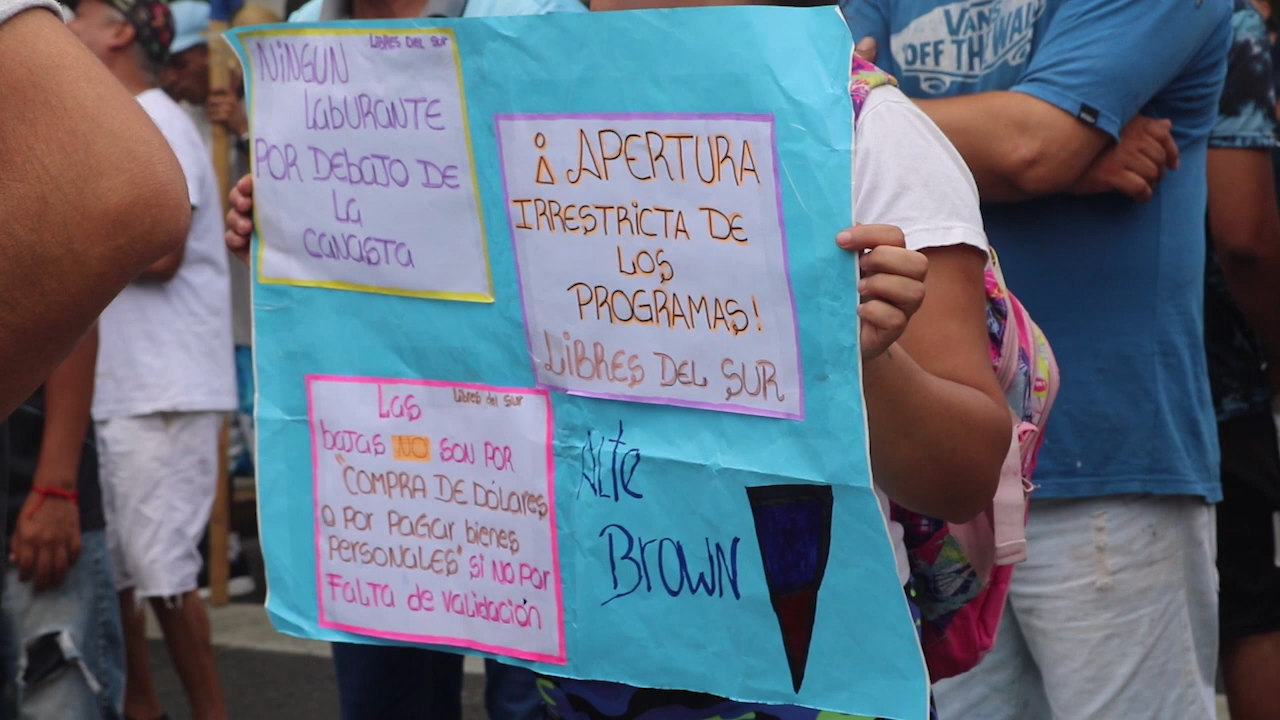 Libres del sur
NINGUN
LABURANTE
POR DEBAJO DE
LA
CANASTA
¡APERTURA
IRRESTRICTA DE
LOS
PROGRAMAS!
LIBRES DEL SUR
Las Libres del sur
bajas NO son por
"COMPRA DE DÓLARES
O POR PAGAR bienes
PERSONALES" SI NO POR
FALTA de VALIDACIÓN
ALte
Brown
VANS
"OFF THE WALL"